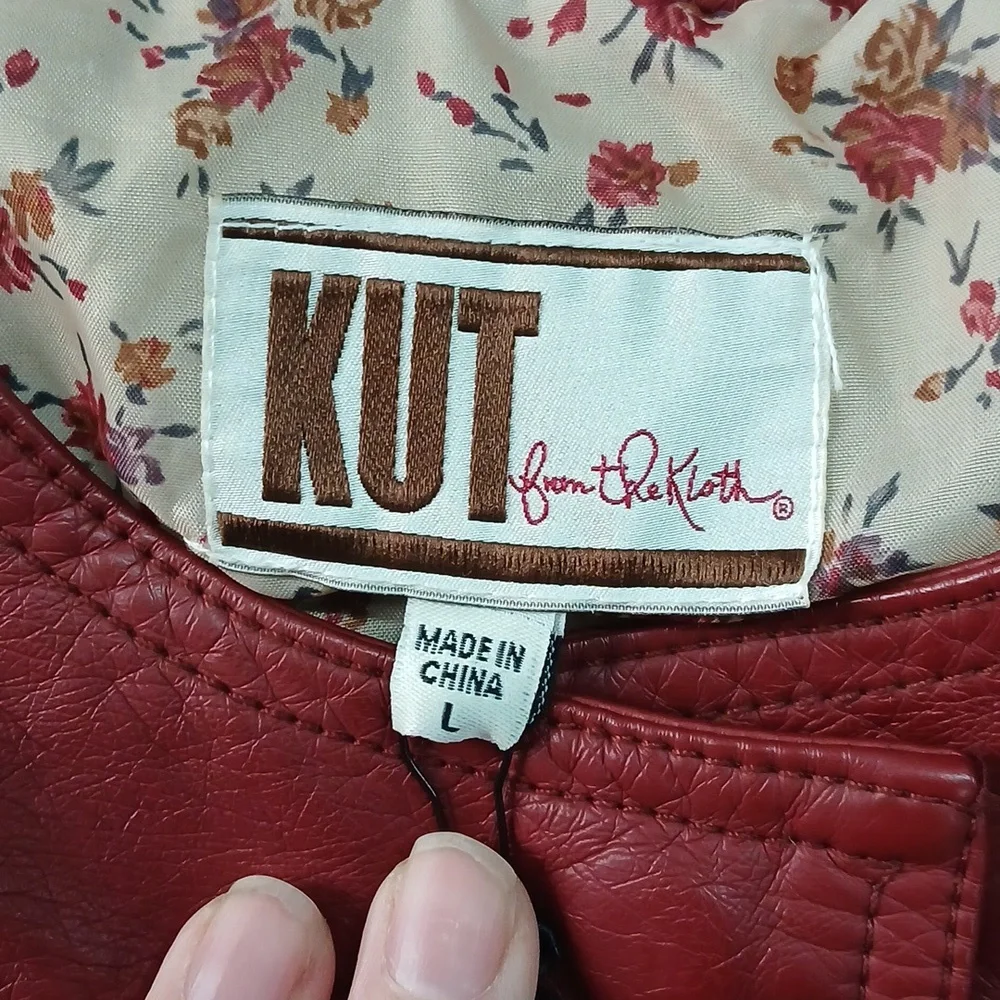 KUT
from the Kloth ®
MADE IN
CHINA
L